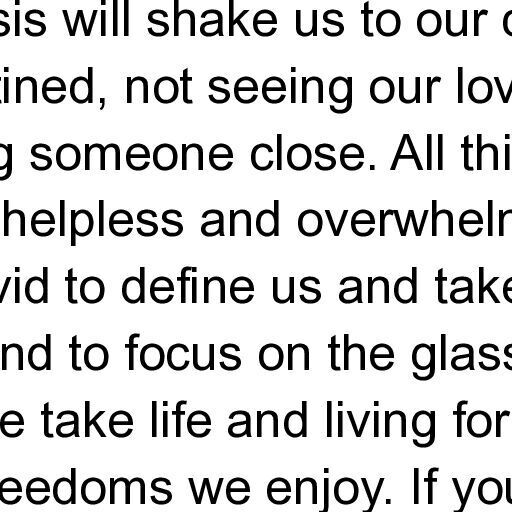 sis will shake us to our c
tined, not seeing our lov
g someone close. All thi
helpless and overwhelm
vid to define us and take
nd to focus on the glass
e take life and living for
eedoms we enjoy. If you